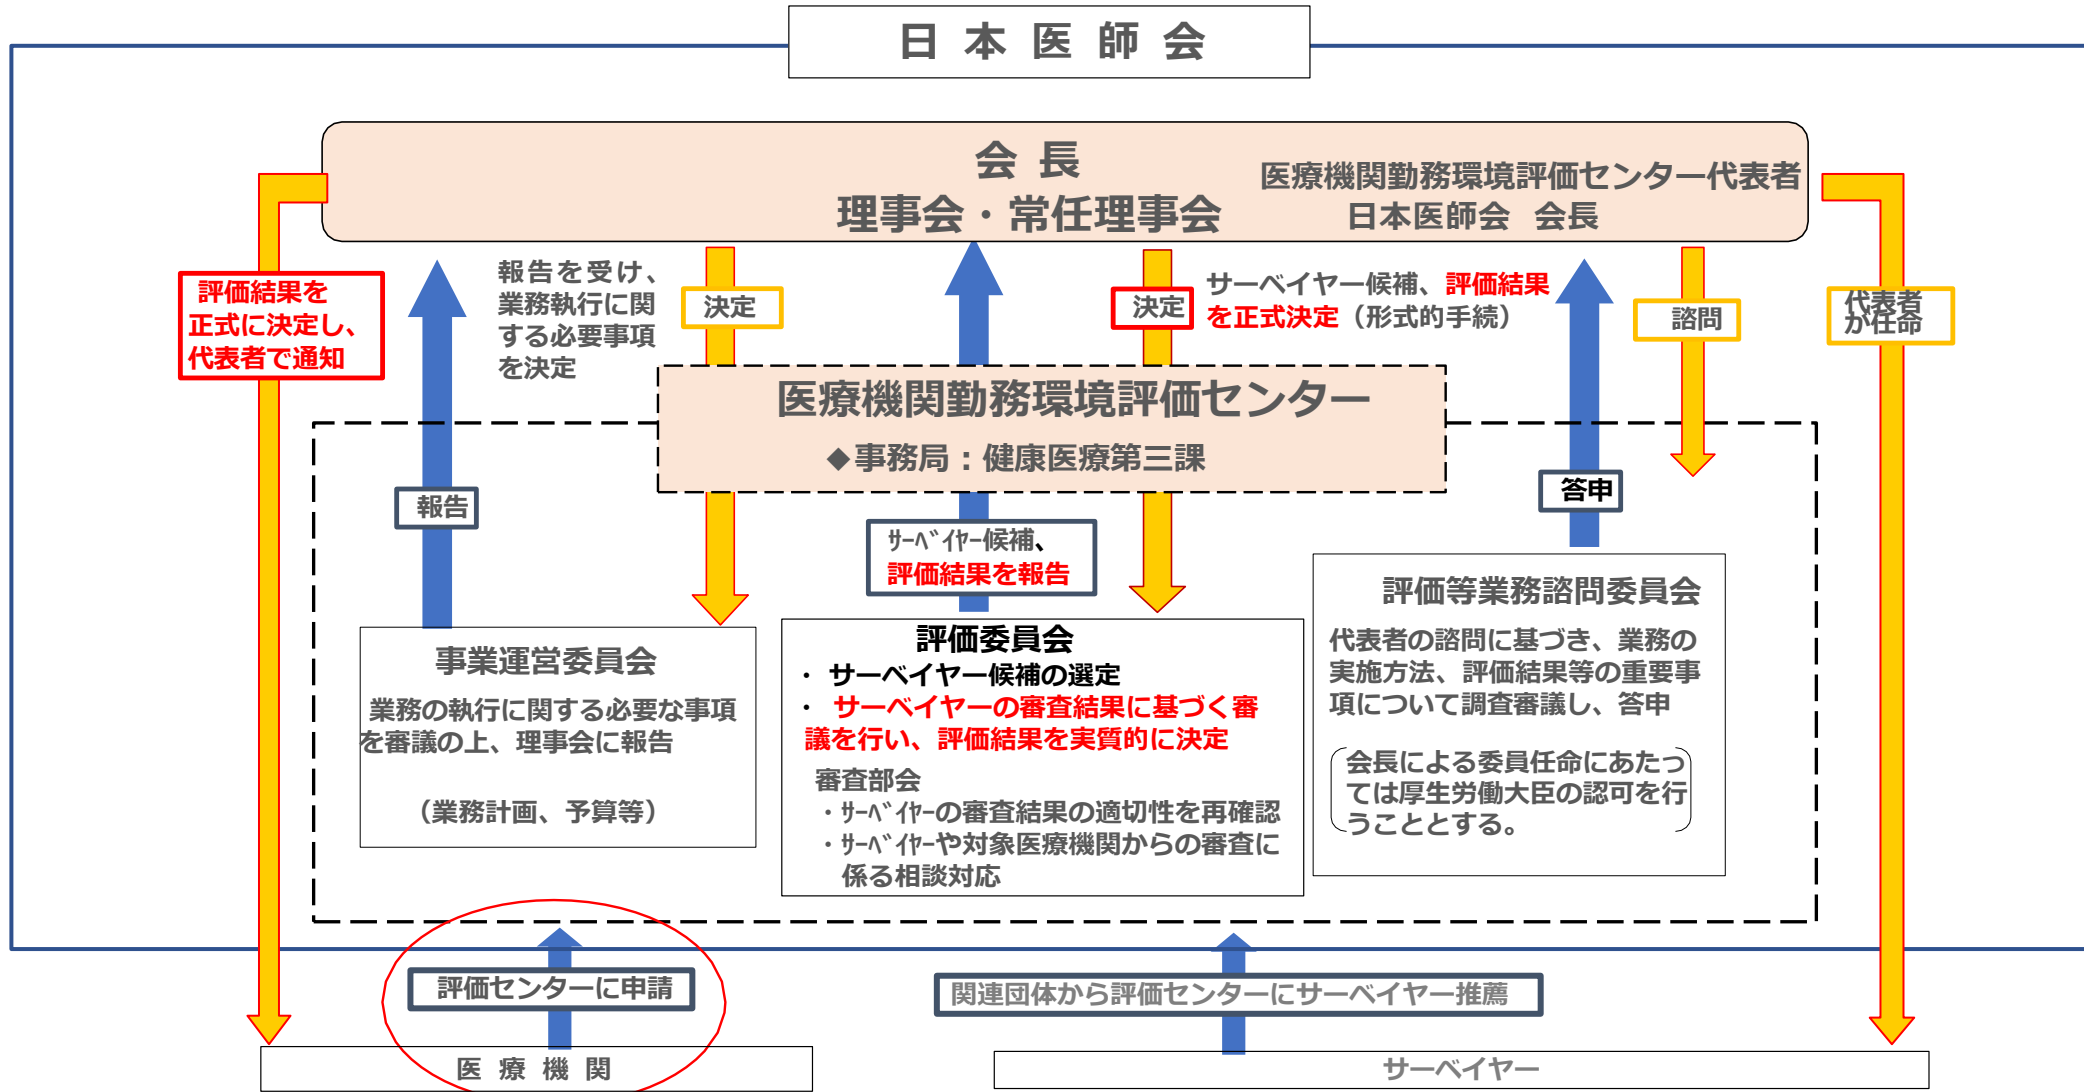 日 本 医 師 会
会 長
理事会・常任理事会
医療機関勤務環境評価センター代表者
日本医師会 会長
評価結果を
正式に決定し、
代表者で通知
報告を受け、
業務執行に関
する必要事項
を決定
決定
決定
サーベイヤー候補、評価結果
を正式決定（形式的手続）
諮問
代表者
が任命
医療機関勤務環境評価センター
◆事務局：健康医療第三課
報告
ｻｰﾍﾞｲﾔｰ候補、
評価結果を報告
答申
事業運営委員会
業務の執行に関する必要な事項
を審議の上、理事会に報告
（業務計画、予算等）
評価委員会
・ サーベイヤー候補の選定
・ サーベイヤーの審査結果に基づく審
議を行い、評価結果を実質的に決定
審査部会
・ｻｰﾍﾞｲﾔｰの審査結果の適切性を再確認
・ｻｰﾍﾞｲﾔｰや対象医療機関からの審査に
係る相談対応
評価等業務諮問委員会
代表者の諮問に基づき、業務の
実施方法、評価結果等の重要事
項について調査審議し、答申
会長による委員任命にあたっ
ては厚生労働大臣の認可を行
うこととする。
評価センターに申請
関連団体から評価センターにサーベイヤー推薦
医 療 機 関
サーベイヤー